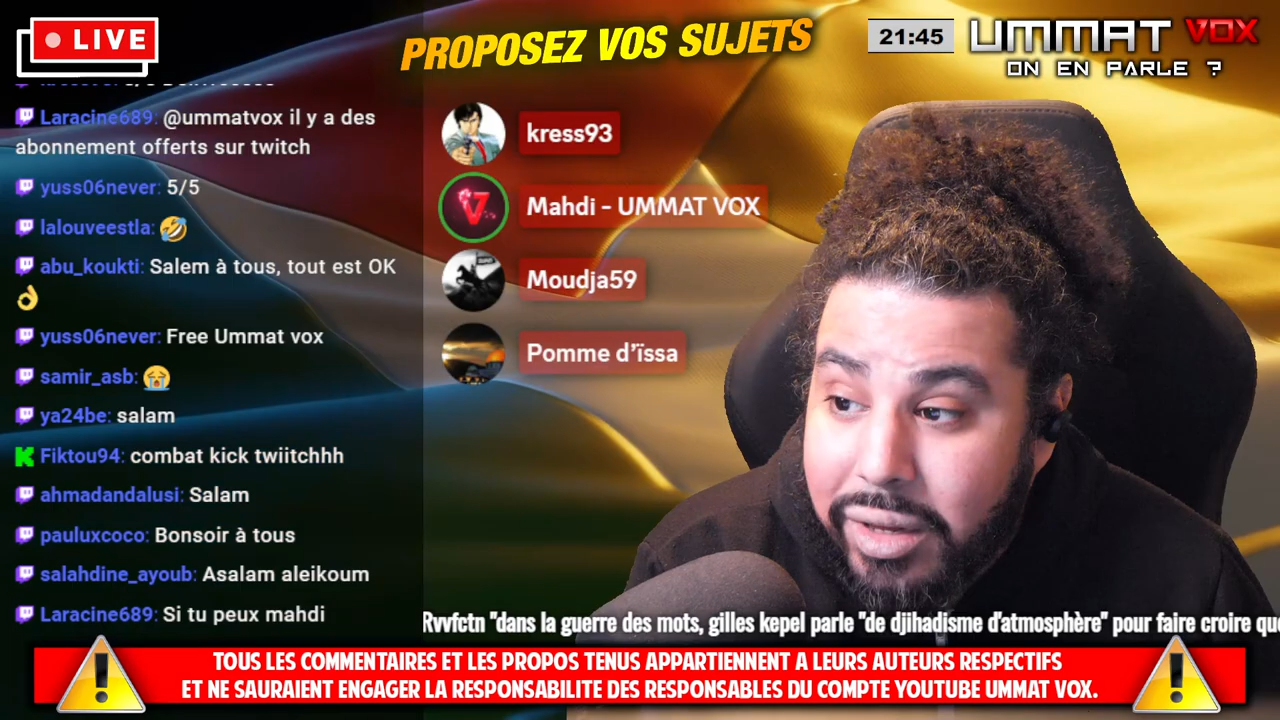 LIVE
PROPOSEZ VOS SUJETS
21:45
UMMAT VOX
ON EN PARLE ?
Laracine689: @ummatvox il y a des
abonnement offerts sur twitch
yuss06never: 5/5
lalouveestla: 🤣
abu_koukti: Salem à tous, tout est OK
👌
yuss06never: Free Ummat vox
samir_asb: 😭
ya24be: salam
Fiktou94: combat kick twiitchhh
ahmadandalusi: Salam
pauluxcoco: Bonsoir à tous
salahdine_ayoub: Asalam aleikoum
Laracine689: Si tu peux mahdi
kress93
Mahdi - UMMAT VOX
Moudja59
Pomme d'ïssa
Rvvfctn "dans la guerre des mots, gilles kepel parle "de djihadisme d'atmosphère" pour faire croire que
TOUS LES COMMENTAIRES ET LES PROPOS TENUS APPARTIENNENT A LEURS AUTEURS RESPECTIFS
ET NE SAURAIENT ENGAGER LA RESPONSABILITE DES RESPONSABLES DU COMPTE YOUTUBE UMMAT VOX.